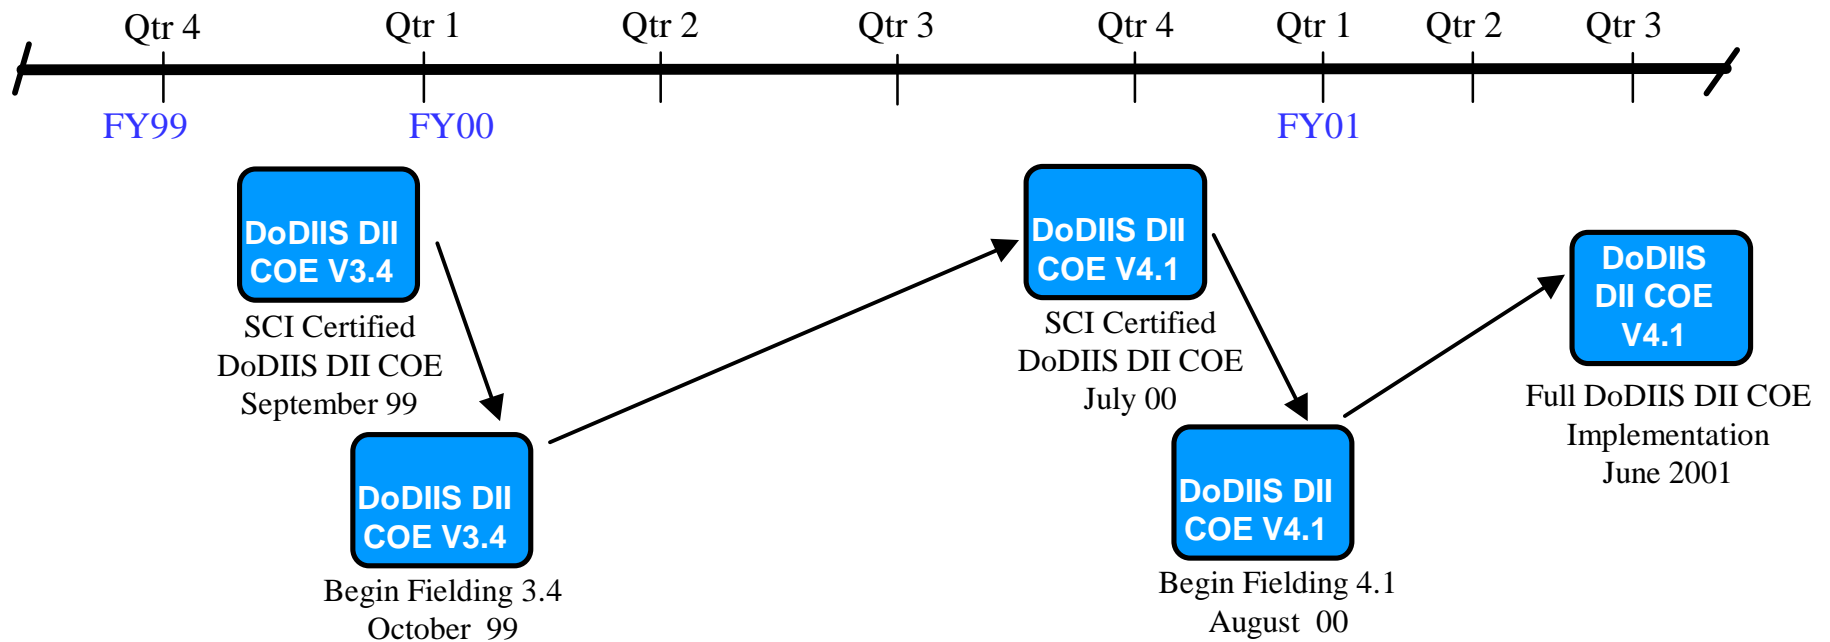 Qtr 4 Qtr 1 Qtr 2 Qtr 3 Qtr 4 Qtr 1 Qtr 2 Qtr 3
FY99 FY00 FY01
DoDIIS DII
COE V3.4
SCI Certified
DoDIIS DII COE
September 99
DoDIIS DII
COE V3.4
Begin Fielding 3.4
October 99
DoDIIS DII
COE V4.1
SCI Certified
DoDIIS DII COE
July 00
DoDIIS DII
COE V4.1
Begin Fielding 4.1
August 00
DoDIIS
DII COE
V4.1
Full DoDIIS DII COE
Implementation
June 2001